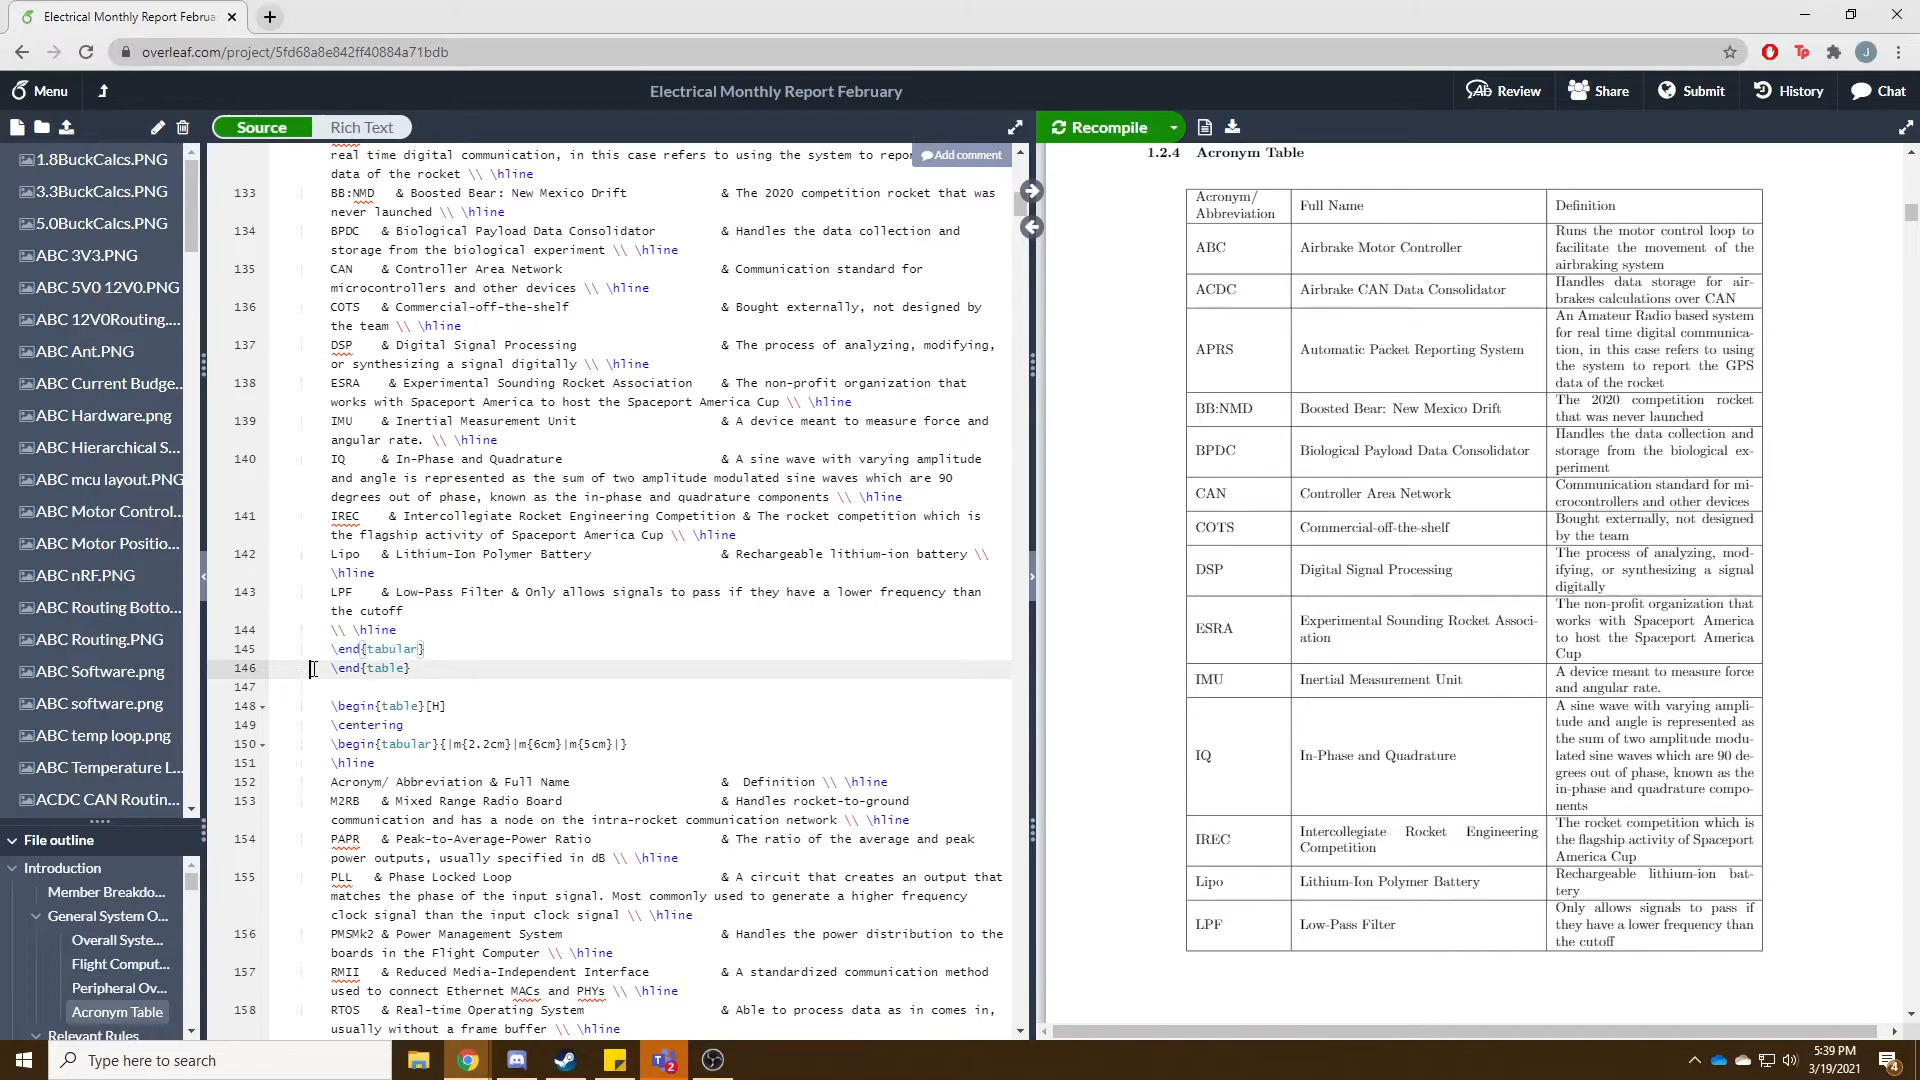 Electrical Monthly Report Februa
overleaf.com/project/5fd68a8e842ff40884a71bdb
J
Menu
Electrical Monthly Report February
Review
Share
Submit
History
Chat
Source
Rich Text
Recompile
1.8BuckCalcs.PNG
3.3BuckCalcs.PNG
5.0BuckCalcs.PNG
ABC 3V3.PNG
ABC 5V0 12V0.PNG
ABC 12V0Routing....
ABC Ant.PNG
ABC Current Budge...
ABC Hardware.png
ABC Hierarchical S...
ABC mcu layout.PNG
ABC Motor Control...
ABC Motor Positio...
ABC nRF.PNG
ABC Routing Botto...
ABC Routing.PNG
ABC Software.png
ABC software.png
ABC temp loop.png
ABC Temperature L...
ACDC CAN Routin...
File outline
Introduction
Member Breakdo...
General System O...
Overall Syste...
Flight Comput...
Peripheral Ov...
Acronym Table
Relevant Rules
Add comment
real time digital communication, in this case refers to using the system to repo
data of the rocket \\ \hline
133 BB:NMD & Boosted Bear: New Mexico Drift & The 2020 competition rocket that was
never launched \\ \hline
134 BPDC & Biological Payload Data Consolidator & Handles the data collection and
storage from the biological experiment \\ \hline
135 CAN & Controller Area Network & Communication standard for
microcontrollers and other devices \\ \hline
136 COTS & Commercial-off-the-shelf & Bought externally, not designed by
the team \\ \hline
137 DSP & Digital Signal Processing & The process of analyzing, modifying,
or synthesizing a signal digitally \\ \hline
138 ESRA & Experimental Sounding Rocket Association & The non-profit organization that
works with Spaceport America to host the Spaceport America Cup \\ \hline
139 IMU & Inertial Measurement Unit & A device meant to measure force and
angular rate. \\ \hline
140 IQ & In-Phase and Quadrature & A sine wave with varying amplitude
and angle is represented as the sum of two amplitude modulated sine waves which are 90
degrees out of phase, known as the in-phase and quadrature components \\ \hline
141 IREC & Intercollegiate Rocket Engineering Competition & The rocket competition which is
the flagship activity of Spaceport America Cup \\ \hline
142 Lipo & Lithium-Ion Polymer Battery & Rechargeable lithium-ion battery \\
\hline
143 LPF & Low-Pass Filter & Only allows signals to pass if they have a lower frequency than
the cutoff
144 \\ \hline
145 \end{tabular}
146 \end{table}
147
148 \begin{table}[H]
149 \centering
150 \begin{tabular}{|m{2.2cm}|m{6cm}|m{5cm}|}
151 \hline
152 Acronym/ Abbreviation & Full Name & Definition \\ \hline
153 M2RB & Mixed Range Radio Board & Handles rocket-to-ground
communication and has a node on the intra-rocket communication network \\ \hline
154 PAPR & Peak-to-Average-Power Ratio & The ratio of the average and peak
power outputs, usually specified in dB \\ \hline
155 PLL & Phase Locked Loop & A circuit that creates an output that
matches the phase of the input signal. Most commonly used to generate a higher frequency
clock signal than the input clock signal \\ \hline
156 PMSMk2 & Power Management System & Handles the power distribution to the
boards in the Flight Computer \\ \hline
157 RMII & Reduced Media-Independent Interface & A standardized communication method
used to connect Ethernet MACs and PHYs \\ \hline
158 RTOS & Real-time Operating System & Able to process data as in comes in,
usually without a frame buffer \\ \hline
1.2.4 Acronym Table
Acronym/
Abbreviation
Full Name
Definition
ABC
Airbrake Motor Controller
Runs the motor control loop to
facilitate the movement of the
airbraking system
ACDC
Airbrake CAN Data Consolidator
Handles data storage for air-
brakes calculations over CAN
APRS
Automatic Packet Reporting System
An Amateur Radio based system
for real time digital communica-
tion, in this case refers to using
the system to report the GPS
data of the rocket
BB:NMD
Boosted Bear: New Mexico Drift
The 2020 competition rocket
that was never launched
BPDC
Biological Payload Data Consolidator
Handles the data collection and
storage from the biological ex-
periment
CAN
Controller Area Network
Communication standard for mi-
crocontrollers and other devices
COTS
Commercial-off-the-shelf
Bought externally, not designed
by the team
DSP
Digital Signal Processing
The process of analyzing, mod-
ifying, or synthesizing a signal
digitally
ESRA
Experimental Sounding Rocket Associ-
ation
The non-profit organization that
works with Spaceport America
to host the Spaceport America
Cup
IMU
Inertial Measurement Unit
A device meant to measure force
and angular rate.
IQ
In-Phase and Quadrature
A sine wave with varying ampli-
tude and angle is represented as
the sum of two amplitude modu-
lated sine waves which are 90 de-
grees out of phase, known as the
in-phase and quadrature compo-
nents
IREC
Intercollegiate Rocket Engineering
Competition
The rocket competition which is
the flagship activity of Spaceport
America Cup
Lipo
Lithium-Ion Polymer Battery
Rechargeable lithium-ion bat-
tery
LPF
Low-Pass Filter
Only allows signals to pass if
they have a lower frequency than
the cutoff
Type here to search
2
5:39 PM
3/19/2021
4